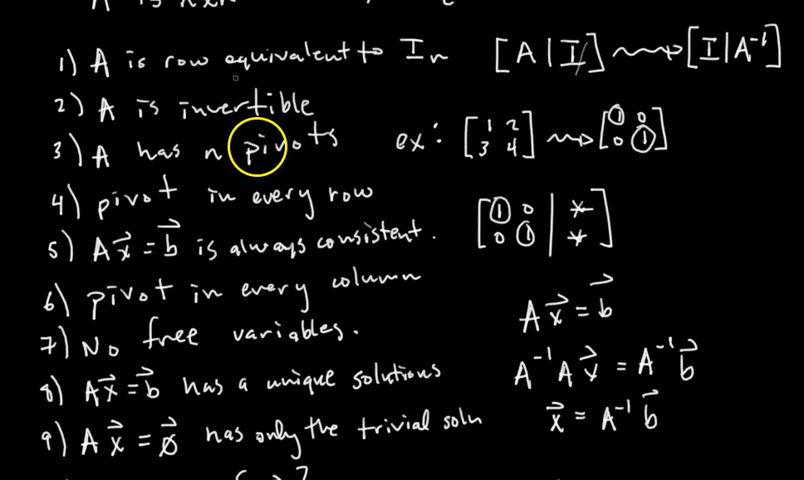 A is nxn
1) A is row equivalent to Iₙ [A | I] ⟿ [I | A⁻¹]
2) A is invertible
3) A has n pivots ex: [1 2 ; 3 4] ⟿ [1 0 ; 0 1]
4) pivot in every row [1 0 | * ; 0 1 | *]
5) Ax⃗ = b⃗ is always consistent.
6) pivot in every column
7) No free variables. Ax⃗ = b⃗
8) Ax⃗ = b⃗ has a unique solutions A⁻¹Ax⃗ = A⁻¹b⃗
9) Ax⃗ = 0⃗ has only the trivial soln x⃗ = A⁻¹b⃗